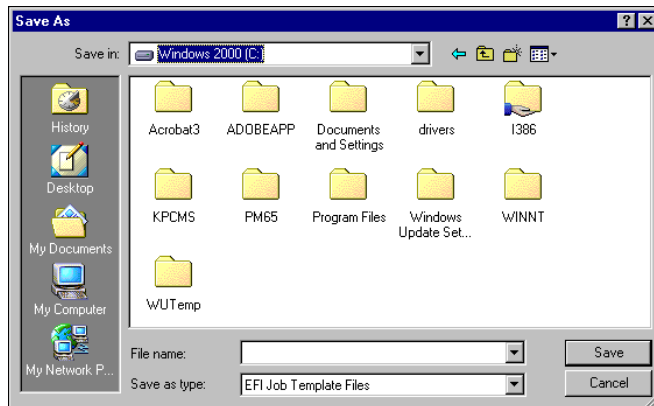 Save As
Save in: Windows 2000 (C:
History
Desktop
My Documents
My Computer
My Network P...
Acrobat3 ADOBEAPP Documents and Settings drivers I386
KPCMS PM65 Program Files Windows Update Set... WINNT
WUTemp
File name: Save
Save as type: EFI Job Template Files Cancel